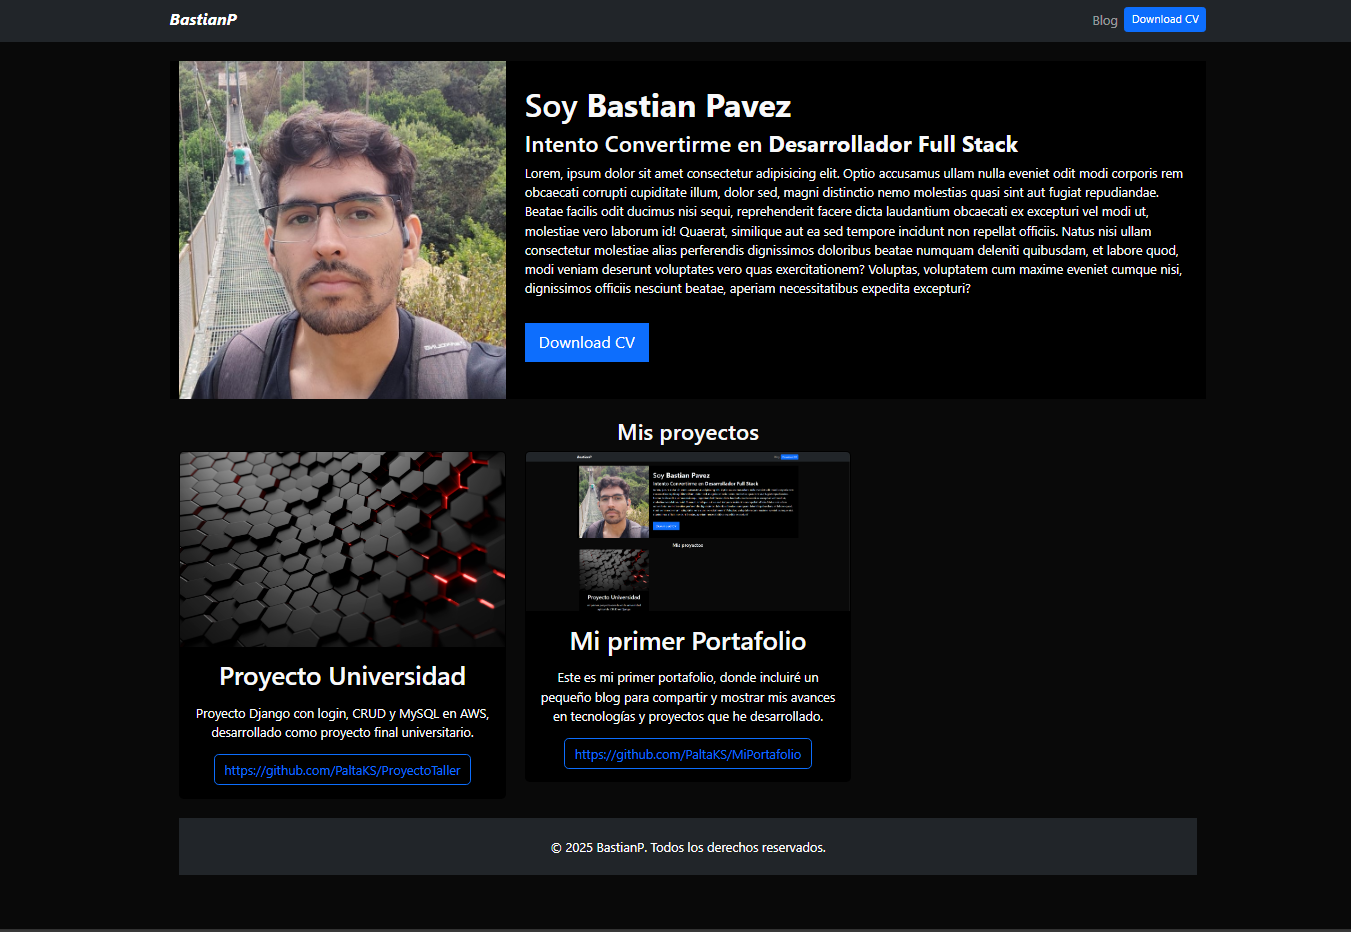 BastianP
Blog
Download CV
Soy Bastian Pavez
Intento Convertirme en Desarrollador Full Stack
Lorem, ipsum dolor sit amet consectetur adipisicing elit. Optio accusamus ullam nulla eveniet odit modi corporis rem
obcaecati corrupti cupiditate illum, dolor sed, magni distinctio nemo molestias quasi sint aut fugiat repudiandae.
Beatae facilis odit ducimus nisi sequi, reprehenderit facere dicta laudantium obcaecati ex excepturi vel modi ut,
molestiae vero laborum id! Quaerat, similique aut ea sed tempore incidunt non repellat officiis. Natus nisi ullam
consectetur molestiae alias perferendis dignissimos doloribus beatae numquam deleniti quibusdam, et labore quod,
modi veniam deserunt voluptates vero quas exercitationem? Voluptas, voluptatem cum maxime eveniet cumque nisi,
dignissimos officiis nesciunt beatae, aperiam necessitatibus expedita excepturi?
Download CV
Mis proyectos
Proyecto Universidad
Proyecto Django con login, CRUD y MySQL en AWS,
desarrollado como proyecto final universitario.
https://github.com/PaltaKS/ProyectoTaller
BastianP
Soy Bastian Pavez
Intento Convertirme en Desarrollador Full Stack
Mis proyectos
Proyecto Universidad
Mi primer Portafolio
Este es mi primer portafolio, donde incluiré un
pequeño blog para compartir y mostrar mis avances
en tecnologías y proyectos que he desarrollado.
https://github.com/PaltaKS/MiPortafolio
© 2025 BastianP. Todos los derechos reservados.